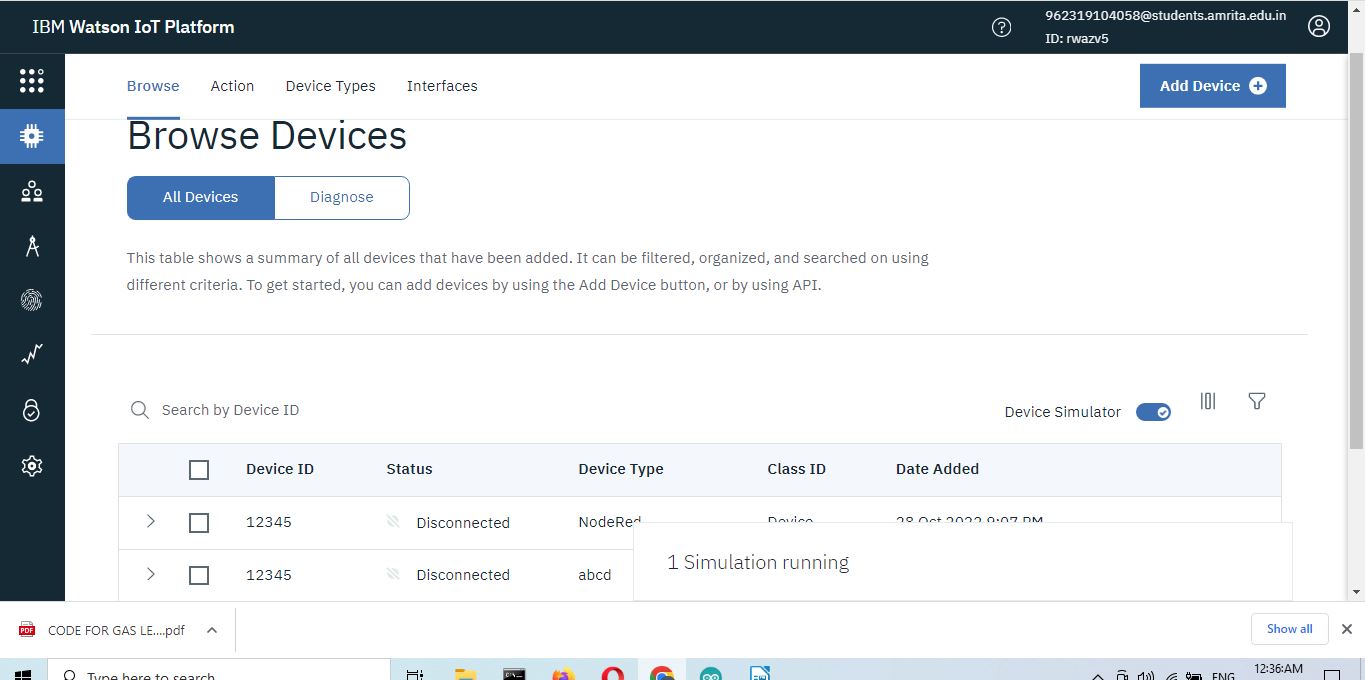 IBM Watson IoT Platform
962319104058@students.amrita.edu.in
ID: rwazv5
Browse Action Device Types Interfaces
Add Device
Browse Devices
All Devices Diagnose
This table shows a summary of all devices that have been added. It can be filtered, organized, and searched on using
different criteria. To get started, you can add devices by using the Add Device button, or by using API.
Search by Device ID
Device Simulator
Device ID Status Device Type Class ID Date Added
12345 Disconnected NodeRed Device 28 Oct 2022 9:07 PM
12345 Disconnected abcd
1 Simulation running
PDF
CODE FOR GAS LE....pdf
Show all
Type here to search
ENG
12:36AM